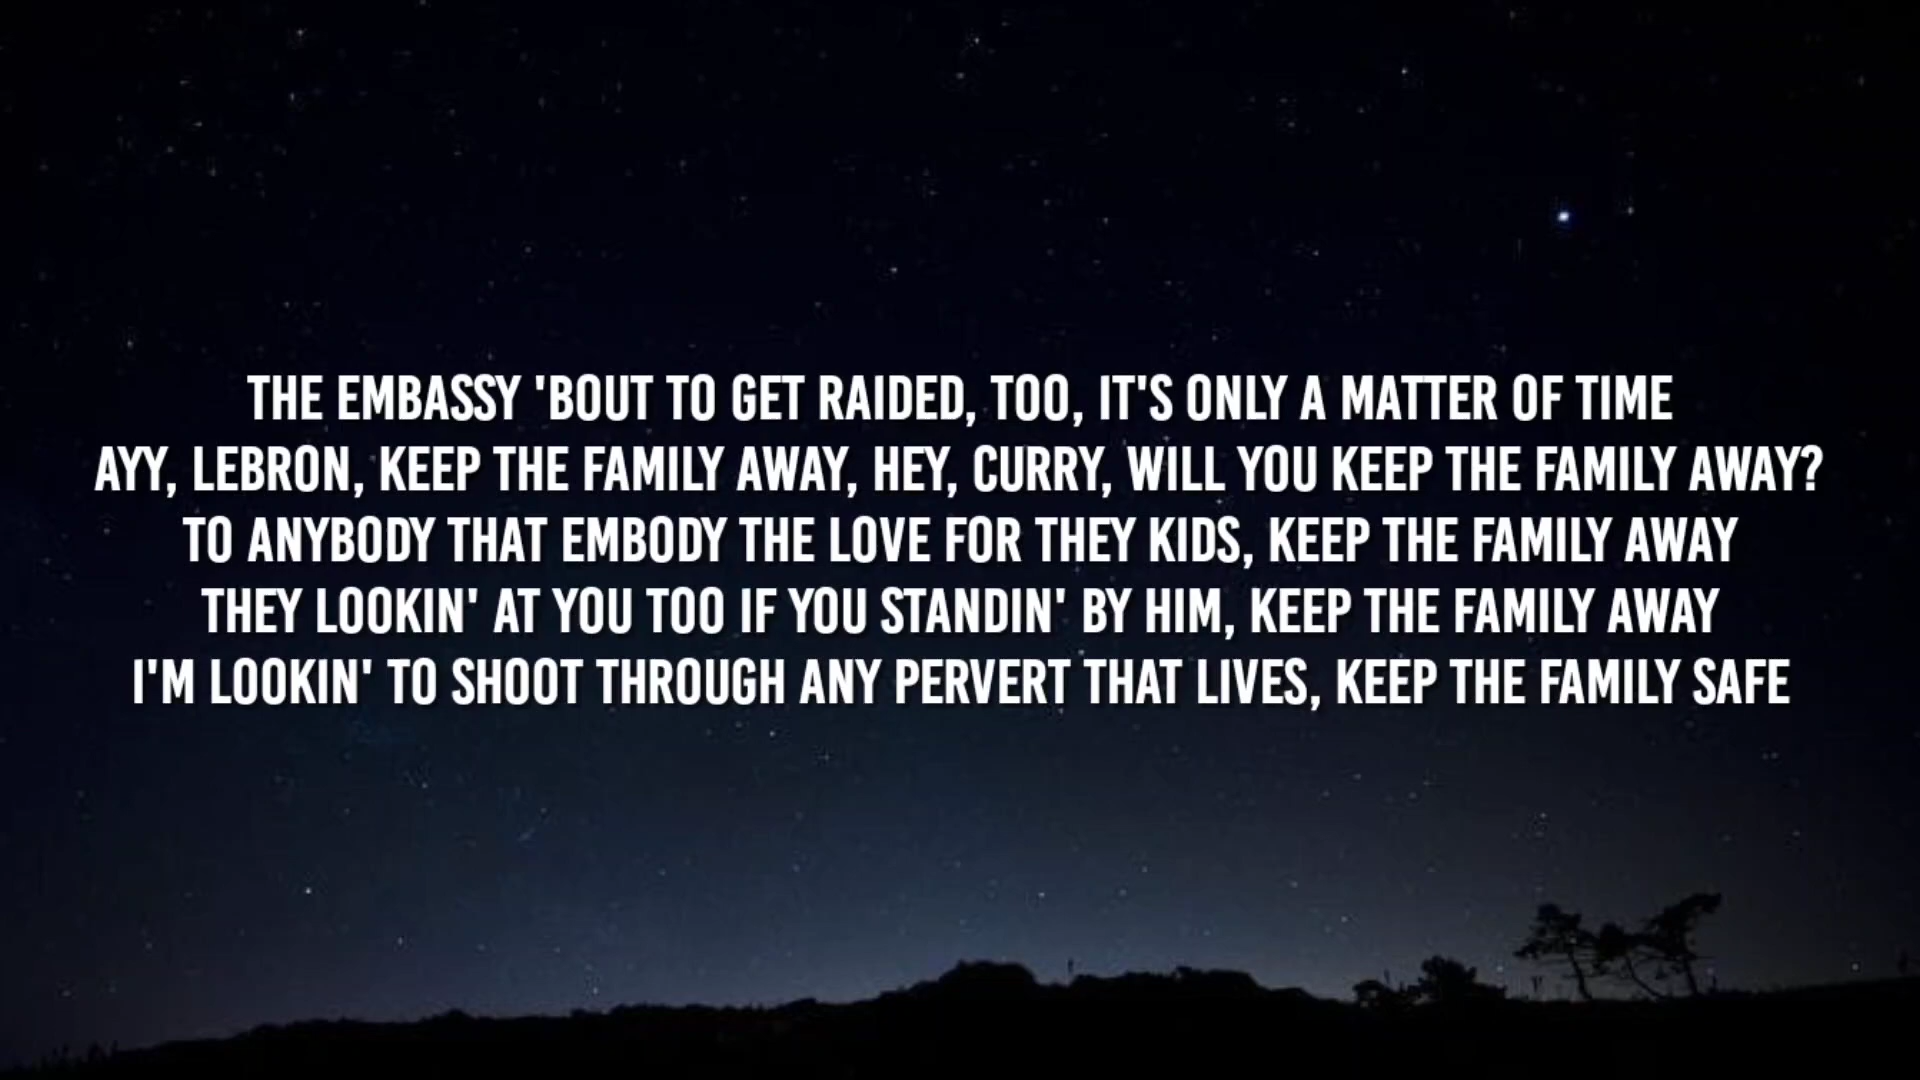 THE EMBASSY 'BOUT TO GET RAIDED, TOO, IT'S ONLY A MATTER OF TIME
AYY, LEBRON, KEEP THE FAMILY AWAY, HEY, CURRY, WILL YOU KEEP THE FAMILY AWAY?
TO ANYBODY THAT EMBODY THE LOVE FOR THEY KIDS, KEEP THE FAMILY AWAY
THEY LOOKIN' AT YOU TOO IF YOU STANDIN' BY HIM, KEEP THE FAMILY AWAY
I'M LOOKIN' TO SHOOT THROUGH ANY PERVERT THAT LIVES, KEEP THE FAMILY SAFE